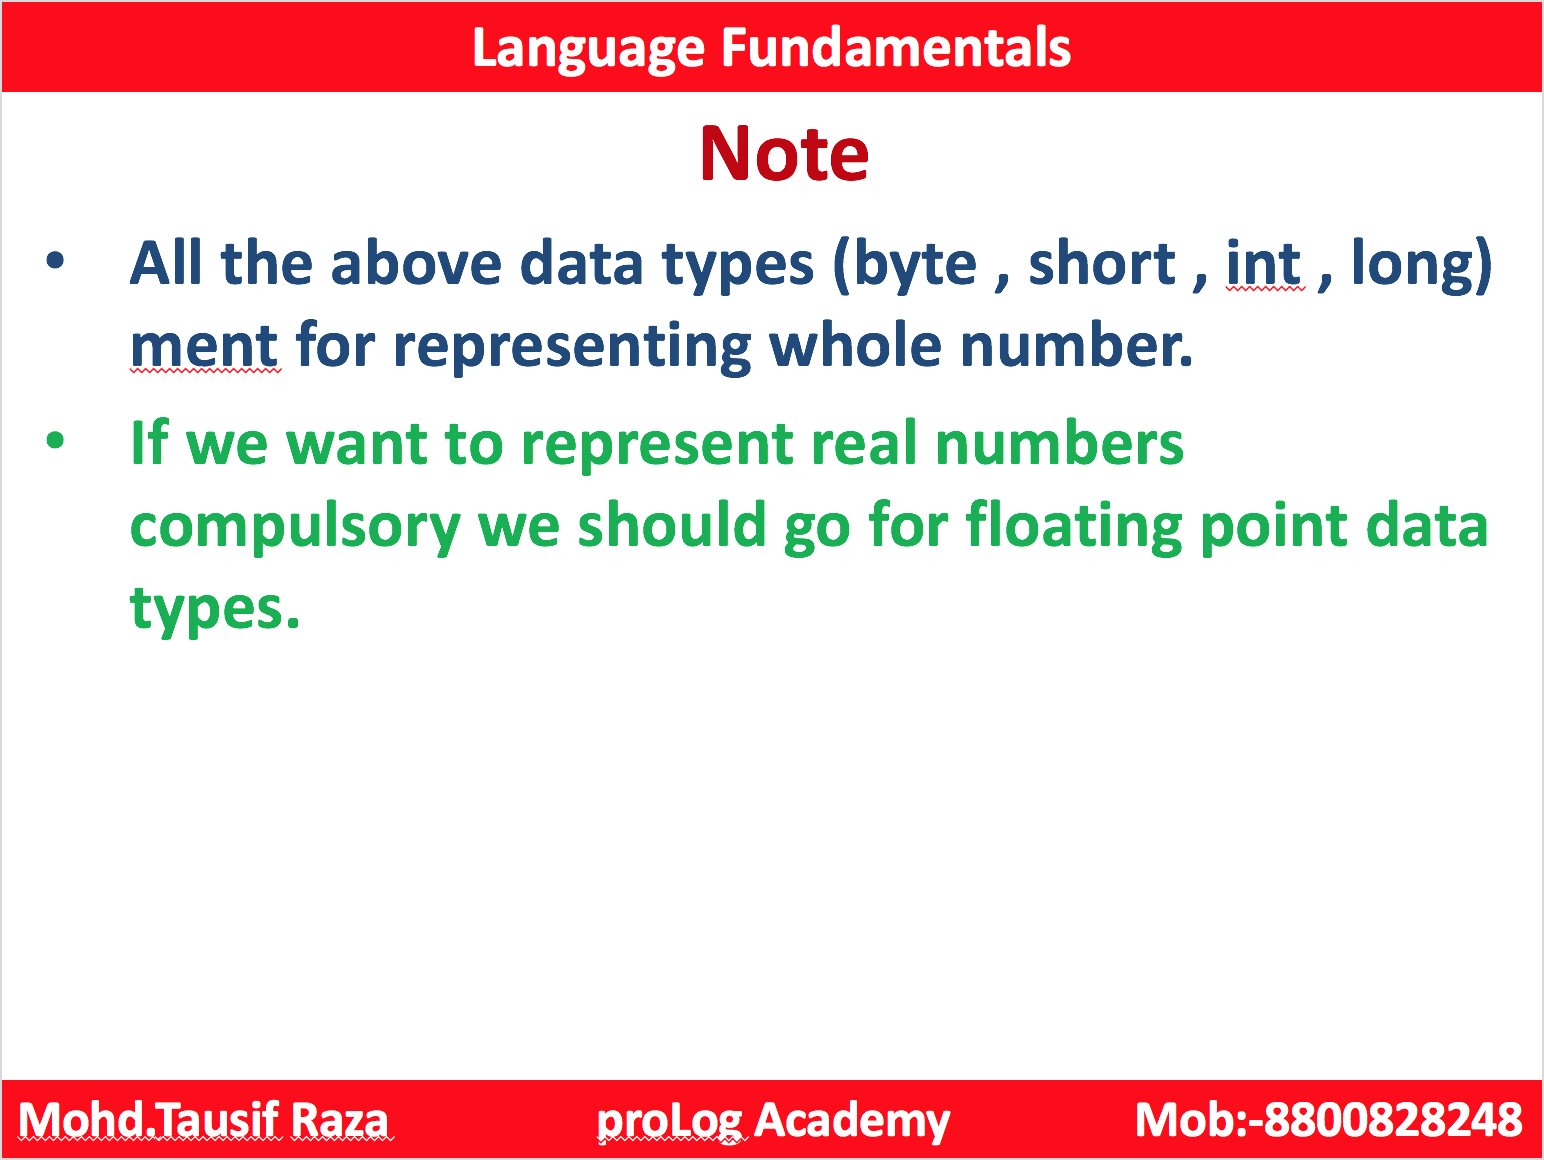 Language Fundamentals
Note
• All the above data types (byte , short , int , long)
ment for representing whole number.
• If we want to represent real numbers
compulsory we should go for floating point data
types.
Mohd.Tausif Raza proLog Academy Mob:-8800828248